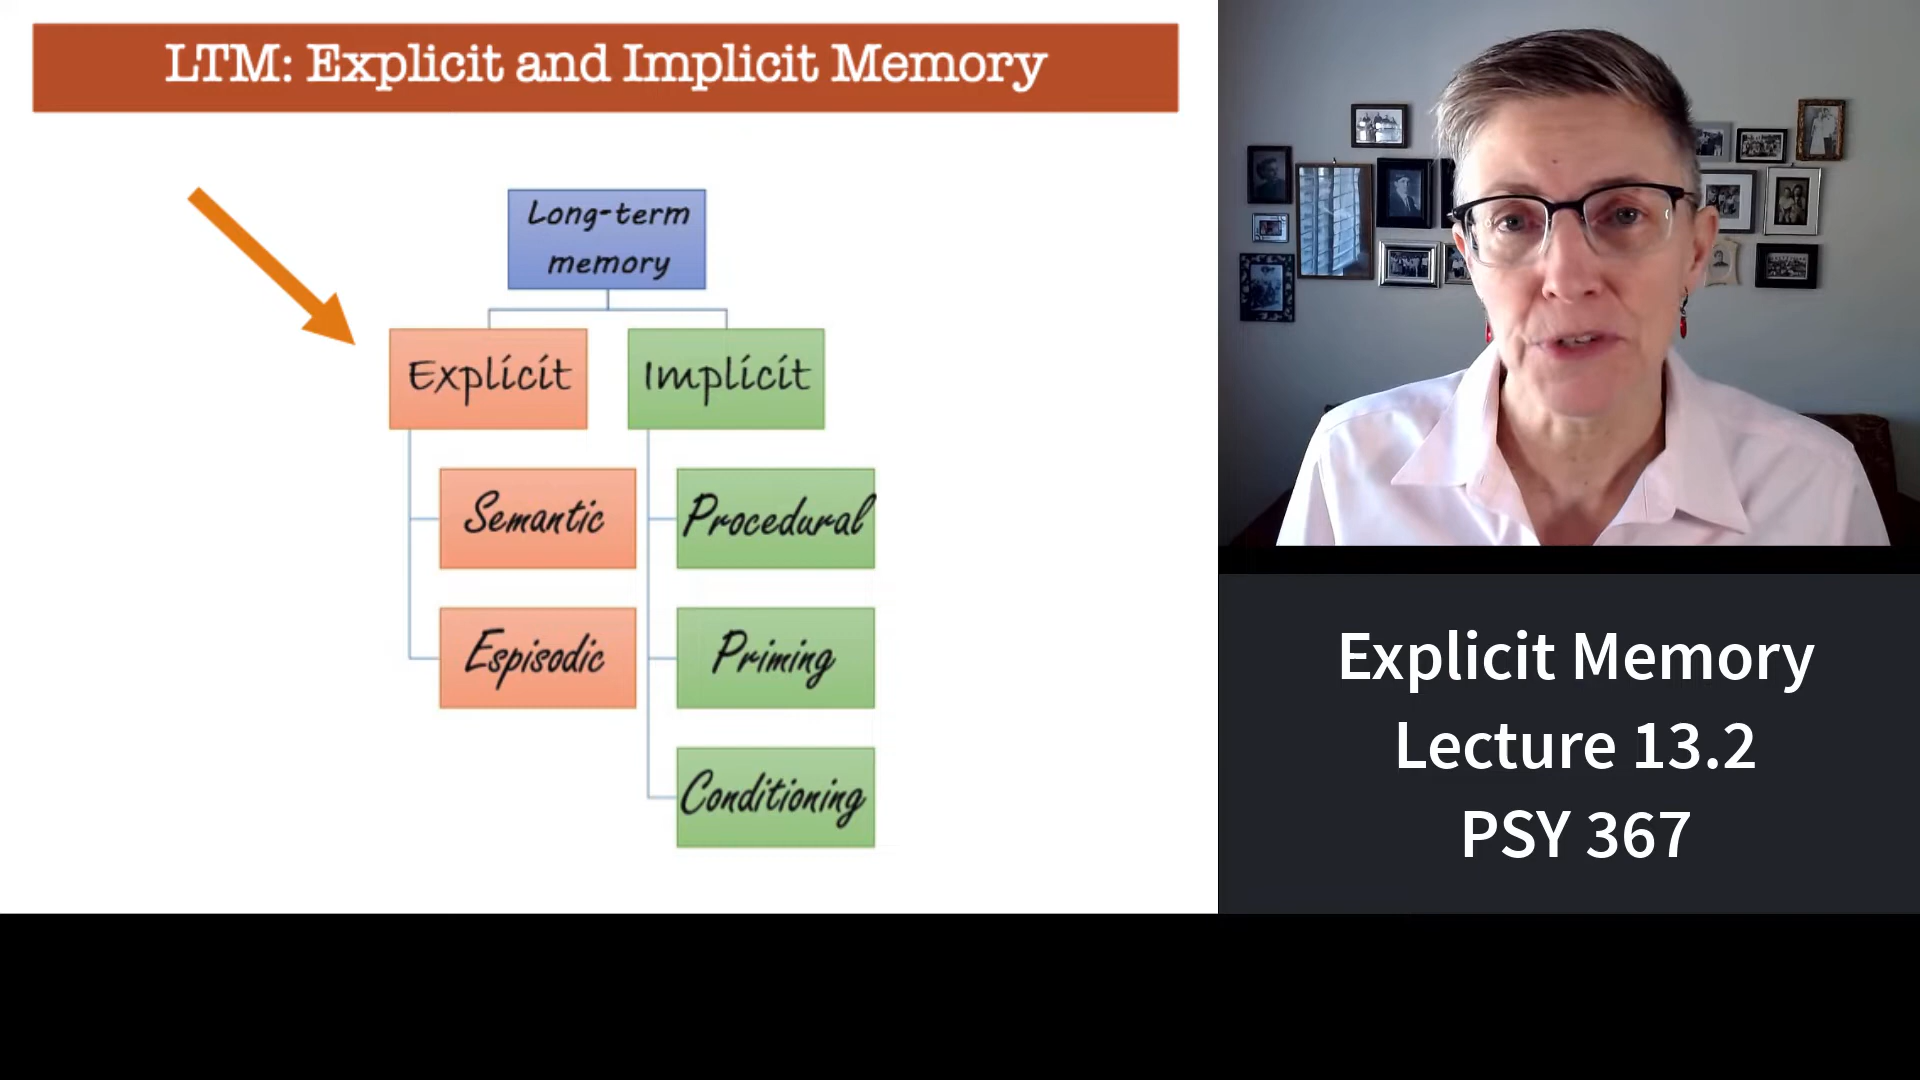 LTM: Explicit and Implicit Memory
Long-term
memory
Explicit
Implicit
Semantic
Procedural
Espisodic
Priming
Conditioning
Explicit Memory
Lecture 13.2
PSY 367